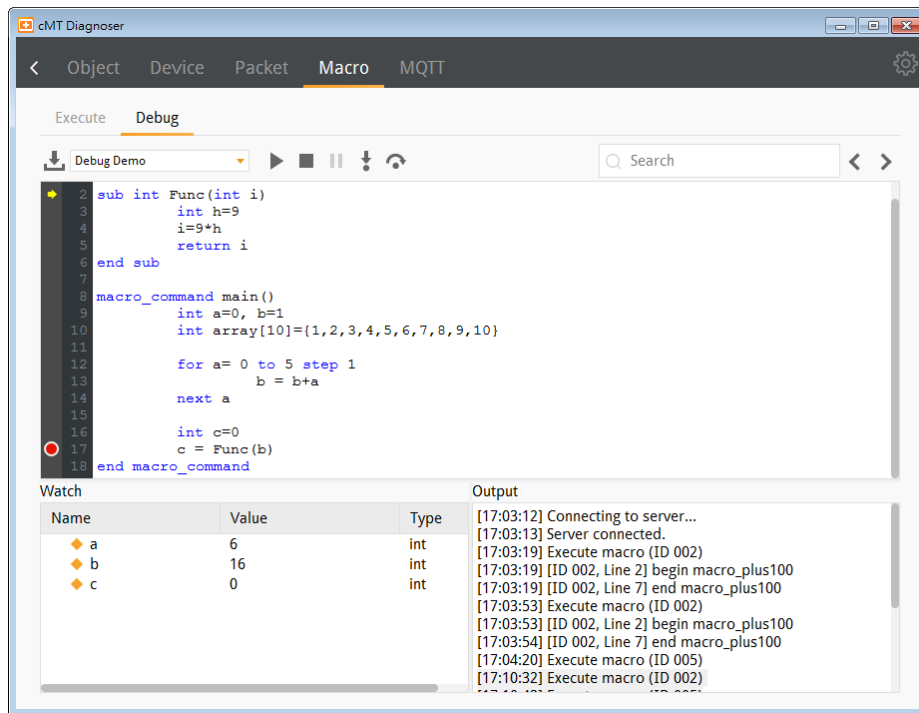 cMT Diagnoser
Object Device Packet Macro MQTT
Execute Debug
Debug Demo Search
2 sub int Func(int i)
3 int h=9
4 i=9*h
5 return i
6 end sub
7
8 macro_command main()
9 int a=0, b=1
10 int array[10]={1,2,3,4,5,6,7,8,9,10}
11
12 for a= 0 to 5 step 1
13 b = b+a
14 next a
15
16 int c=0
17 c = Func(b)
18 end macro_command
Watch
Name Value Type
a 6 int
b 16 int
c 0 int
Output
[17:03:12] Connecting to server...
[17:03:13] Server connected.
[17:03:19] Execute macro (ID 002)
[17:03:19] [ID 002, Line 2] begin macro_plus100
[17:03:19] [ID 002, Line 7] end macro_plus100
[17:03:53] Execute macro (ID 002)
[17:03:53] [ID 002, Line 2] begin macro_plus100
[17:03:54] [ID 002, Line 7] end macro_plus100
[17:04:20] Execute macro (ID 005)
[17:10:32] Execute macro (ID 002)